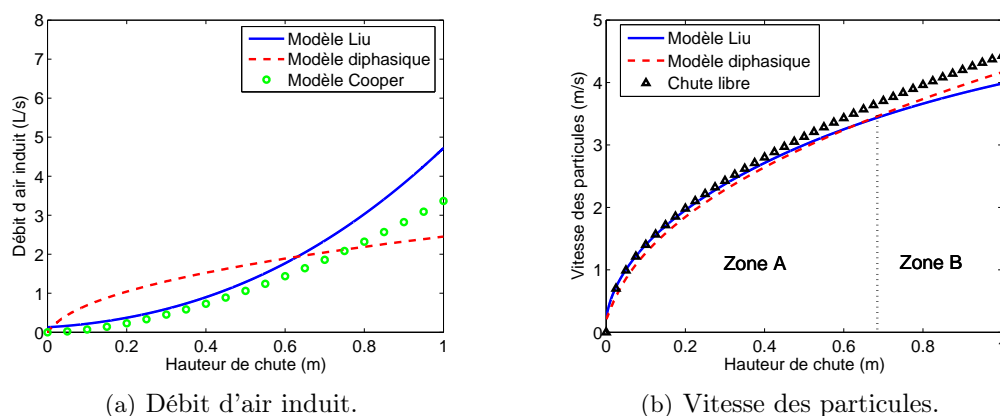 8
7
6
5
4
3
2
1
0
0 0.2 0.4 0.6 0.8 1
Débit d air induit (L/s)
Hauteur de chute (m)
Modèle Liu
Modèle diphasique
Modèle Cooper
(a) Débit d'air induit.
5
4
3
2
1
0
0 0.2 0.4 0.6 0.8 1
Vitesse des particules (m/s)
Hauteur de chute (m)
Modèle Liu
Modèle diphasique
Chute libre
Zone A
Zone B
(b) Vitesse des particules.